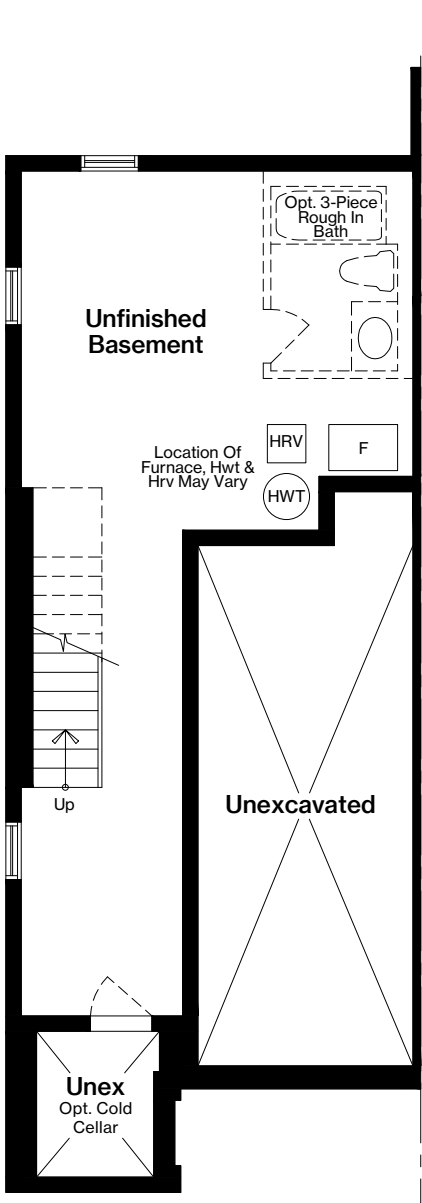 Opt. 3-Piece
Rough In
Bath
Unfinished
Basement
HRV
F
Location Of
Furnace, Hwt &
Hrv May Vary
HWT
Up
Unexcavated
Unex
Opt. Cold
Cellar